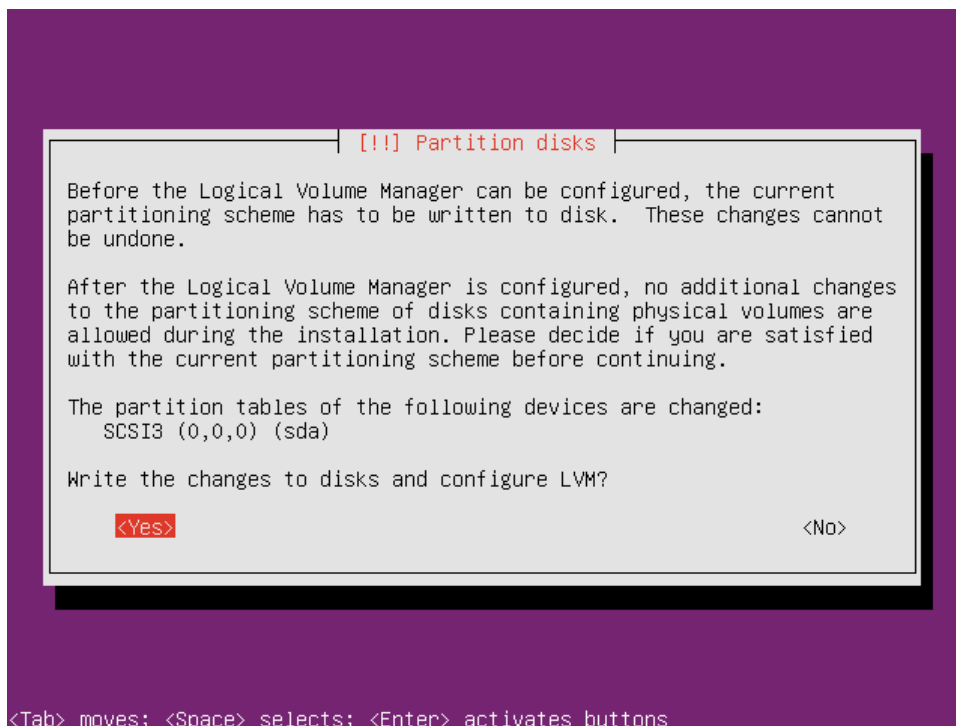 [!!] Partition disks
Before the Logical Volume Manager can be configured, the current
partitioning scheme has to be written to disk.  These changes cannot
be undone.
After the Logical Volume Manager is configured, no additional changes
to the partitioning scheme of disks containing physical volumes are
allowed during the installation. Please decide if you are satisfied
with the current partitioning scheme before continuing.
The partition tables of the following devices are changed:
SCSI3 (0,0,0) (sda)
Write the changes to disks and configure LVM?
<Yes> <No>
<Tab> moves; <Space> selects; <Enter> activates buttons